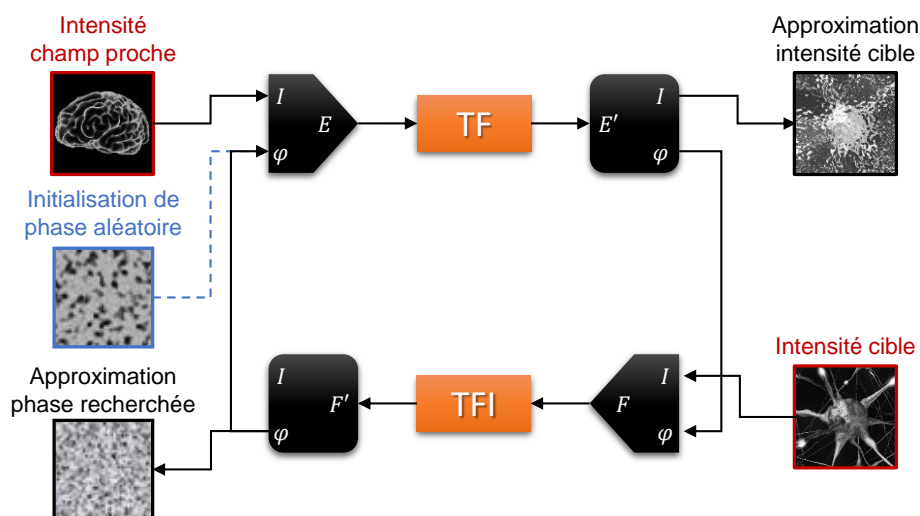 Intensité
champ proche
Approximation
intensité cible
I
E
φ
TF
E′
I
φ
Initialisation de
phase aléatoire
Approximation
phase recherchée
I
F′
φ
TFI
F
I
φ
Intensité cible